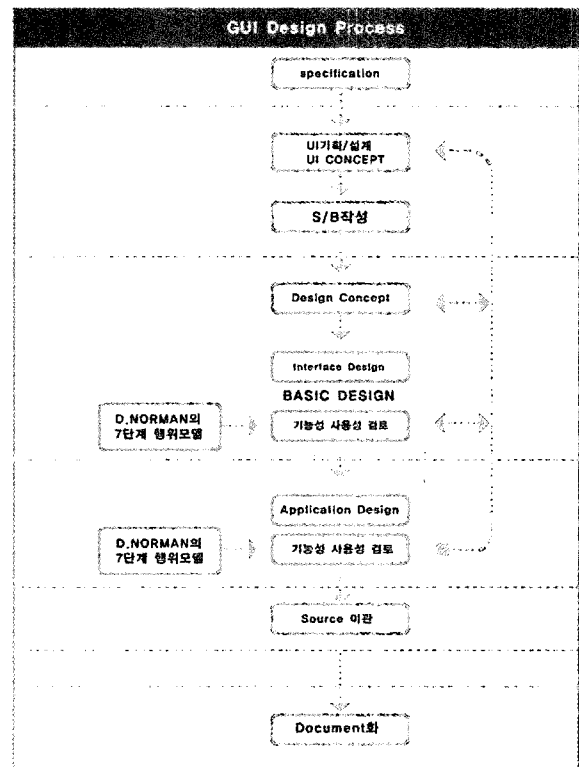 GUI Design Process
specification
UI기획/설계
UI CONCEPT
S/B작성
Design Concept
Interface Design
BASIC DESIGN
D.NORMAN의
7단계 행위모델
기능성 사용성 검토
Application Design
D.NORMAN의
7단계 행위모델
기능성 사용성 검토
Source 이관
Document화